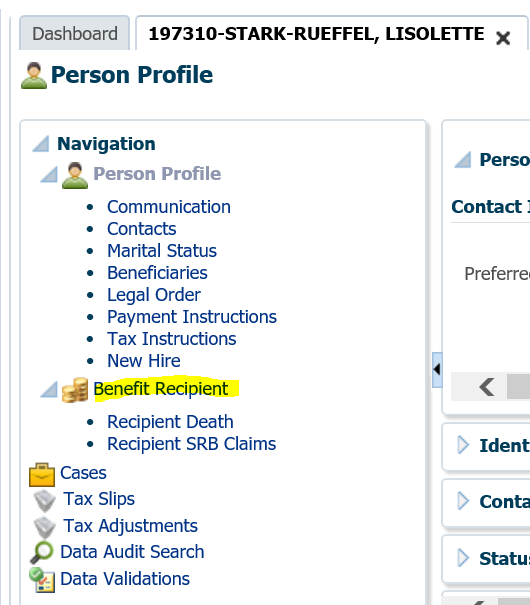 Dashboard
197310-STARK-RUEFFEL, LISOLETTE
Person Profile
Navigation
Person Profile
Communication
Contacts
Marital Status
Beneficiaries
Legal Order
Payment Instructions
Tax Instructions
New Hire
Benefit Recipient
Recipient Death
Recipient SRB Claims
Cases
Tax Slips
Tax Adjustments
Data Audit Search
Data Validations
Perso
Contact I
Preferre
Ident
Conta
Statu